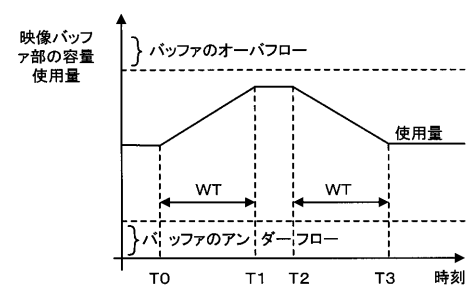 映像バッフ
ァ部の容量
使用量
バッファのオーバフロー
使用量
WT
WT
バッファのアンダーフロー
T0
T1
T2
T3
時刻